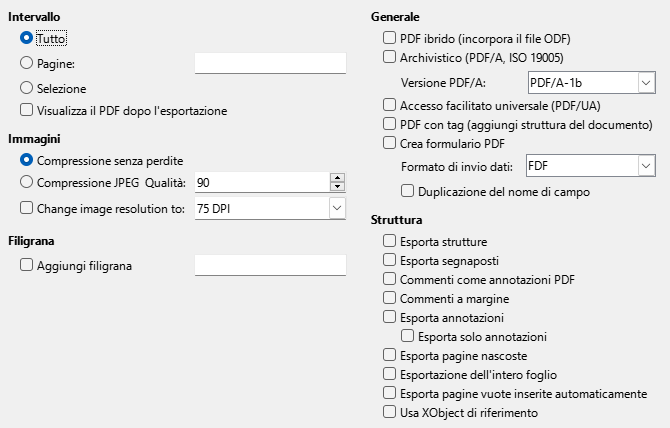 Intervallo
Tutto
Pagine:
Selezione
Visualizza il PDF dopo l'esportazione
Immagini
Compressione senza perdite
Compressione JPEG Qualità: 90
Change image resolution to: 75 DPI
Filigrana
Aggiungi filigrana
Generale
PDF ibrido (incorpora il file ODF)
Archivistico (PDF/A, ISO 19005)
Versione PDF/A: PDF/A-1b
Accesso facilitato universale (PDF/UA)
PDF con tag (aggiungi struttura del documento)
Crea formulario PDF
Formato di invio dati: FDF
Duplicazione del nome di campo
Struttura
Esporta strutture
Esporta segnaposti
Commenti come annotazioni PDF
Commenti a margine
Esporta annotazioni
Esporta solo annotazioni
Esporta pagine nascoste
Esportazione dell'intero foglio
Esporta pagine vuote inserite automaticamente
Usa XObject di riferimento